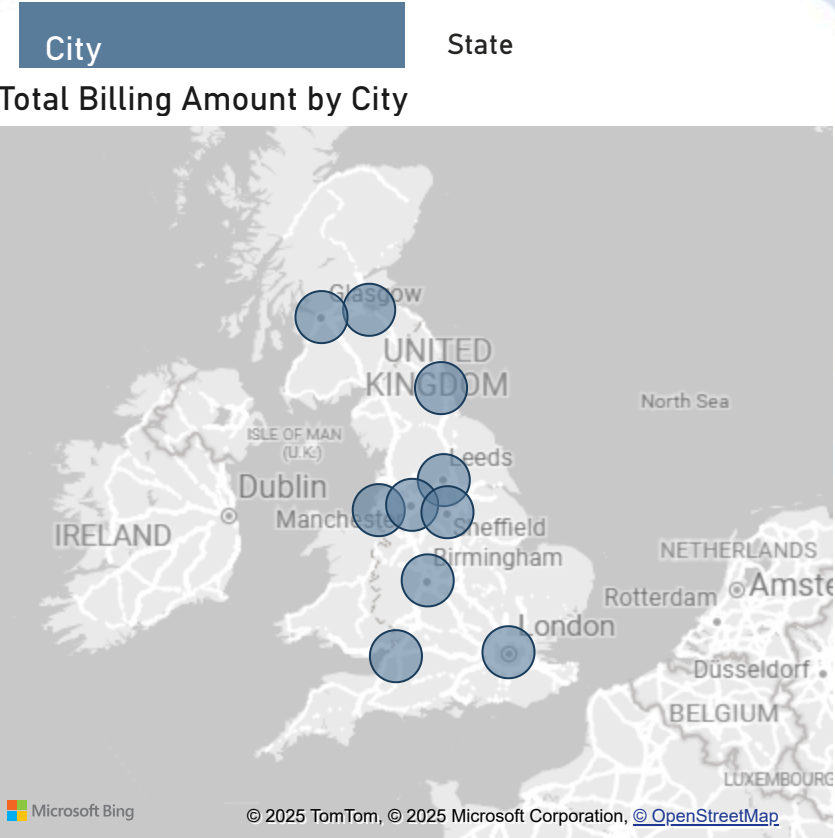 City
State
Total Billing Amount by City
Glasgow
UNITED
KINGDOM
North Sea
ISLE OF MAN
(U.K.)
Leeds
Dublin
Mancheste
Sheffield
IRELAND
Birmingham
NETHERLANDS
Amste
Rotterdam
London
Düsseldorf
BELGIUM
LUXEMBOURG
Microsoft Bing
© 2025 TomTom, © 2025 Microsoft Corporation, © OpenStreetMap